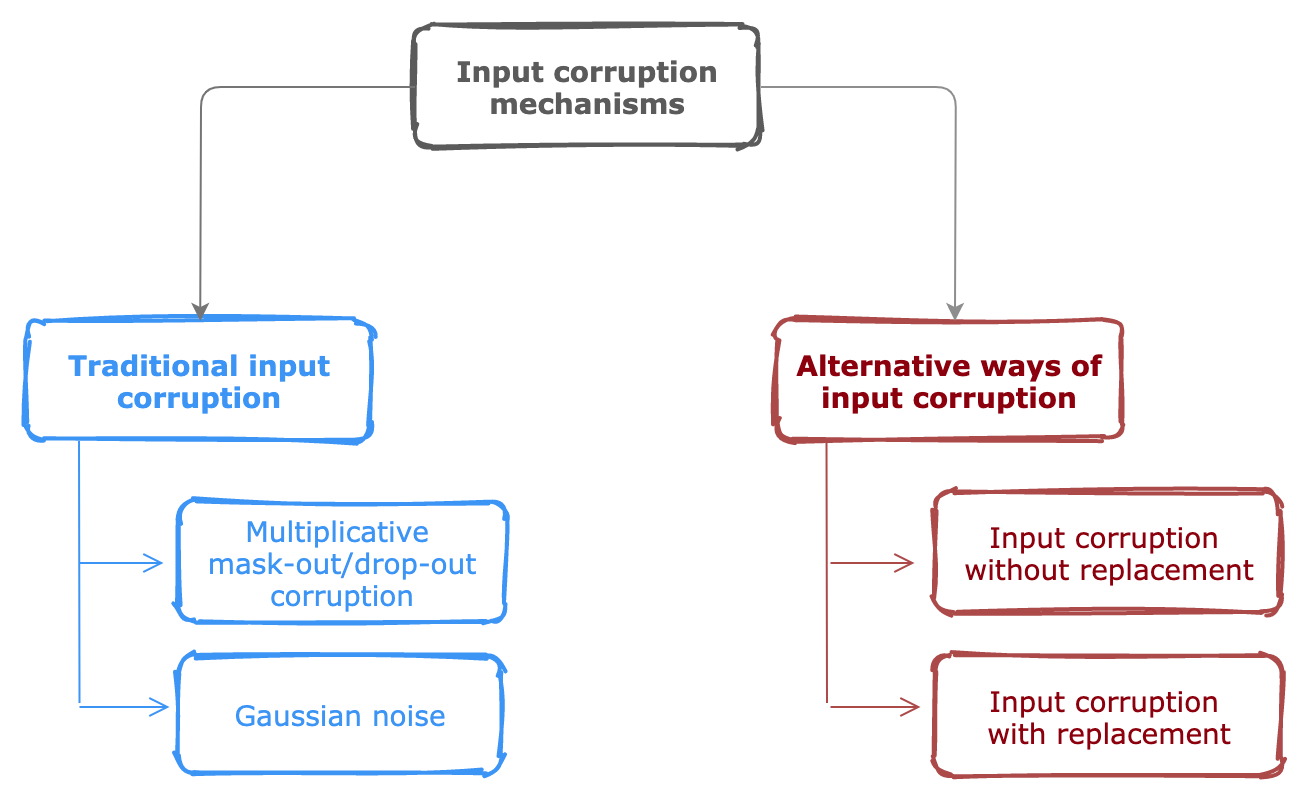 Input corruption
mechanisms
Traditional input
corruption
Multiplicative
mask-out/drop-out
corruption
Gaussian noise
Alternative ways of
input corruption
Input corruption
without replacement
Input corruption
with replacement